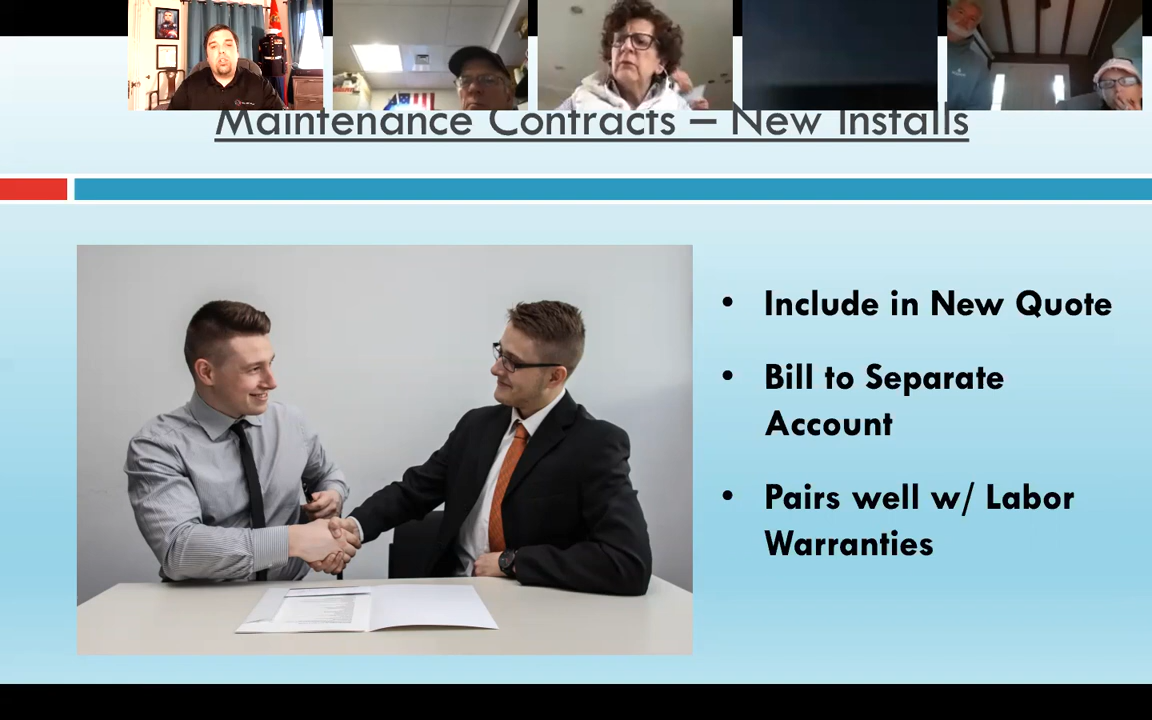 Maintenance Contracts – New Installs
• Include in New Quote
• Bill to Separate
Account
• Pairs well w/ Labor
Warranties